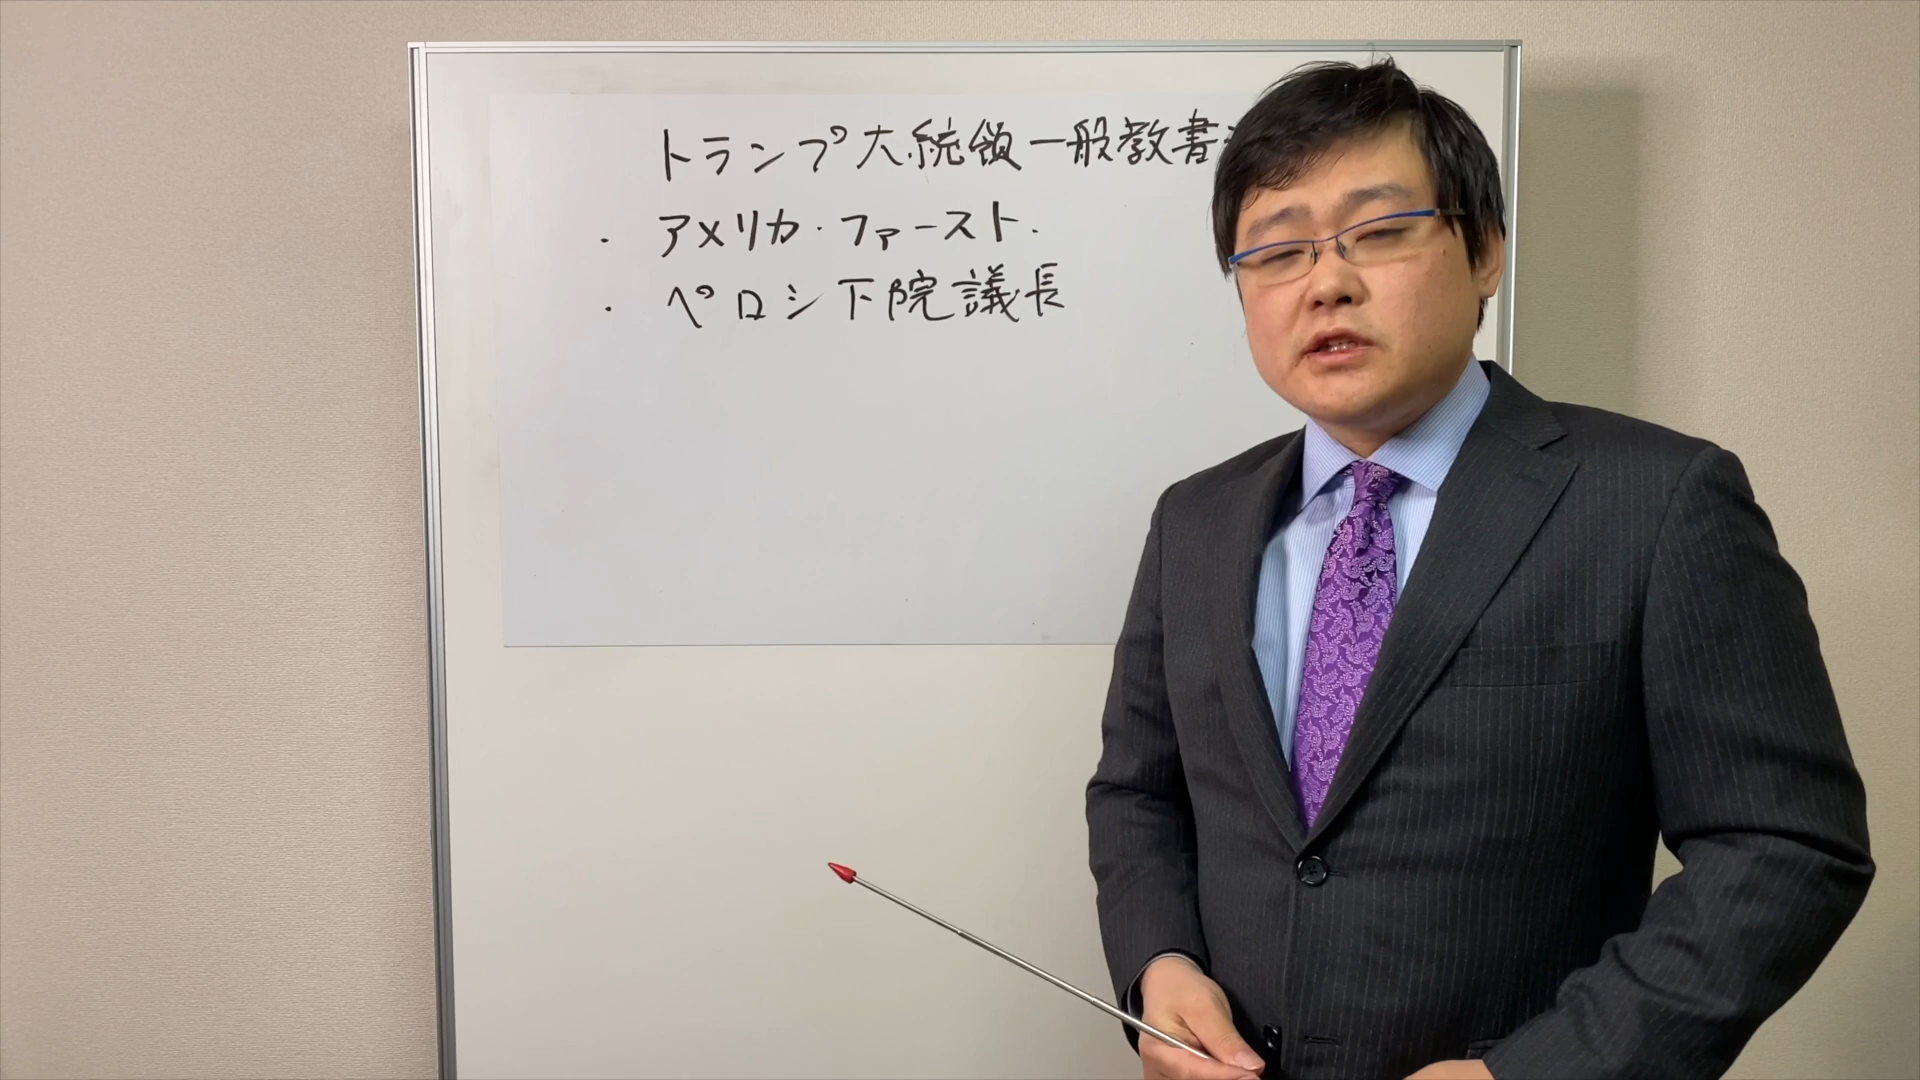 トランプ大統領一般教書
・ アメリカ・ファースト.
・ ペロシ下院議長